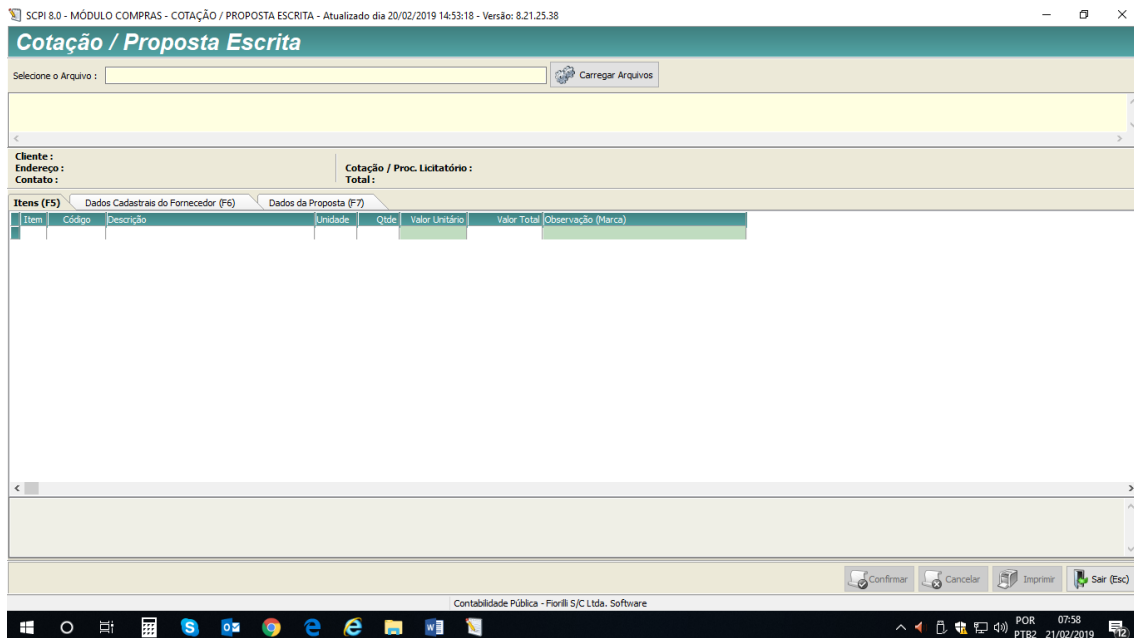 SCPI 8.0 - MÓDULO COMPRAS - COTAÇÃO / PROPOSTA ESCRITA - Atualizado dia 20/02/2019 14:53:18 - Versão: 8.21.25.38
Cotação / Proposta Escrita
Selecione o Arquivo : Carregar Arquivos
Cliente :
Endereço : Cotação / Proc. Licitatório :
Contato : Total :
Itens (F5) Dados Cadastrais do Fornecedor (F6) Dados da Proposta (F7)
Item Código Descrição Unidade Qtde Valor Unitário Valor Total Observação (Marca)
Confirmar Cancelar Imprimir Sair (Esc)
Contabilidade Pública - Fiorilli S/C Ltda. Software
POR 07:58
PTB2 21/02/2019 12